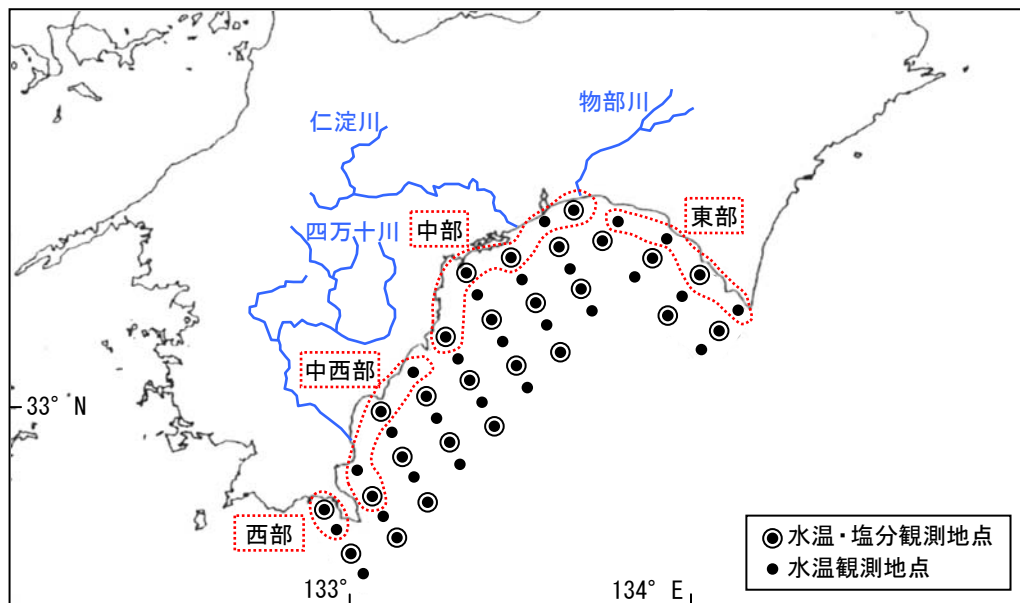 物部川
仁淀川
四万十川
中部
東部
中西部
33° N
西部
水温・塩分観測地点
水温観測地点
133°
134° E